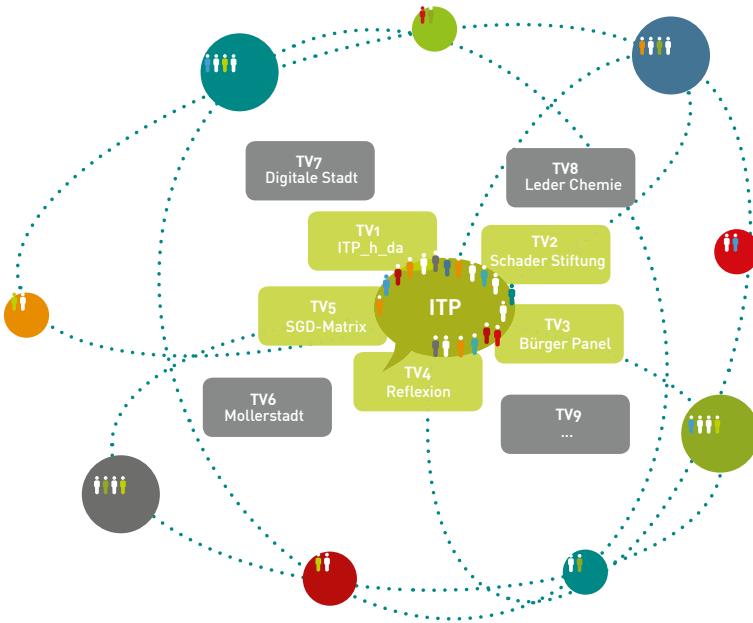 TV7
Digitale Stadt
TV8
Leder Chemie
TV1
ITP_h_da
TV2
Schader Stiftung
ITP
TV5
SGD-Matrix
TV3
Bürger Panel
TV4
Reflexion
TV6
Mollerstadt
TV9
...